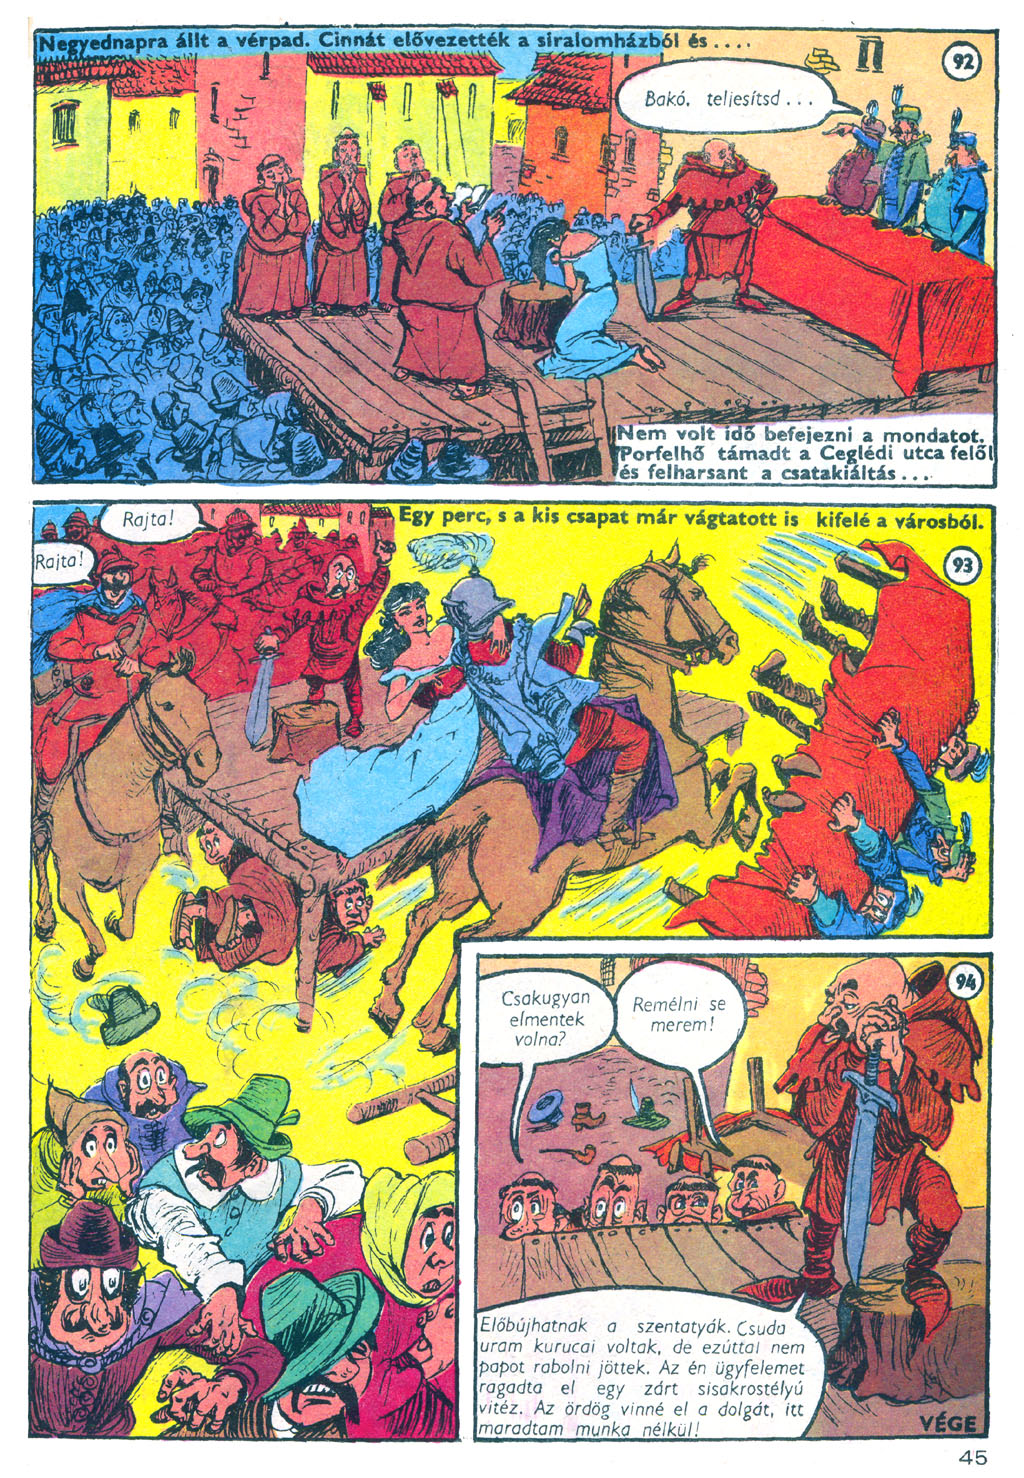 Negyednapra állt a vérpad. Cinnát elővezették a siralomházból és....
92
Bakó, teljesítsd...
Nem volt idő befejezni a mondatot.
Porfelhő támadt a Ceglédi utca felől
és felharsant a csatakiáltás....
Rajta!
Rajta!
Egy perc, s a kis csapat már vágtatott is kifelé a városból.
93
94
Csakugyan
elmentek
volna?
Remélni se
merem!
Előbújhatnak a szentatyák. Csuda
uram kurucai voltak, de ezúttal nem
papot rabolni jöttek. Az én ügyfelemet
ragadta el egy zárt sisakrostélyú
vitéz. Az ördög vinné el a dolgát, itt
maradtam munka nélkül!
VÉGE
45